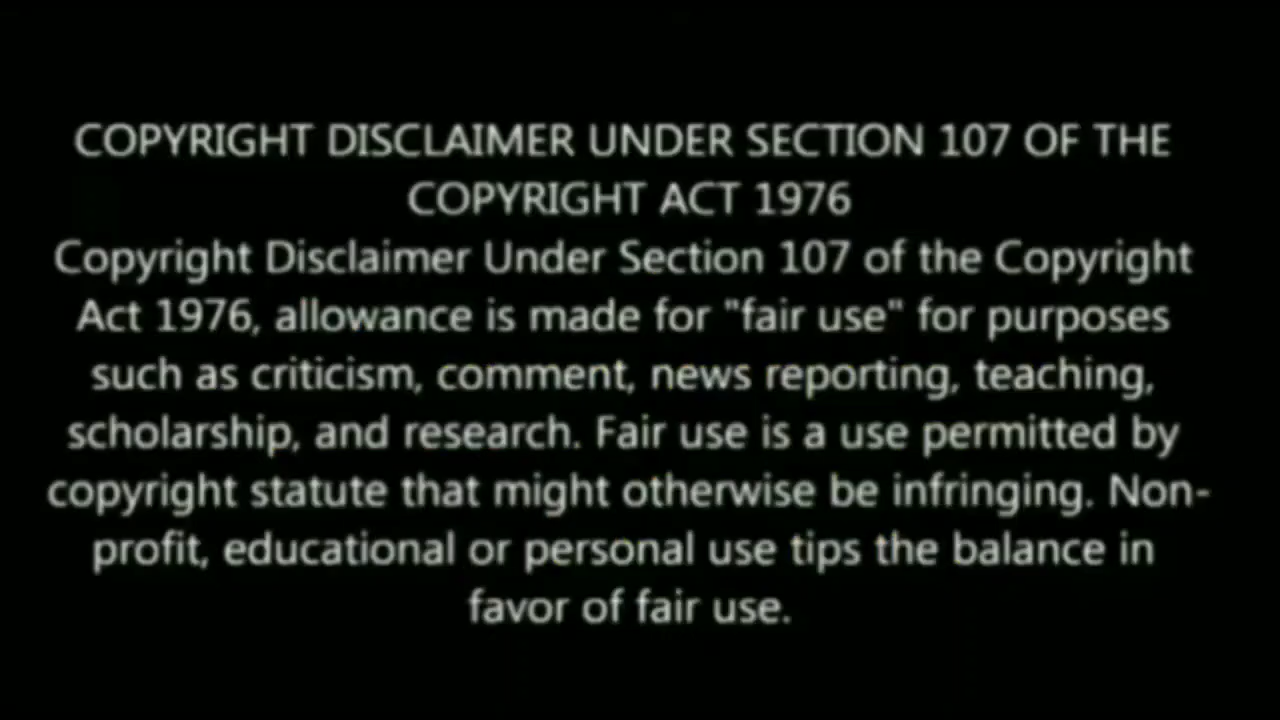 COPYRIGHT DISCLAIMER UNDER SECTION 107 OF THE
COPYRIGHT ACT 1976
Copyright Disclaimer Under Section 107 of the Copyright
Act 1976, allowance is made for "fair use" for purposes
such as criticism, comment, news reporting, teaching,
scholarship, and research. Fair use is a use permitted by
copyright statute that might otherwise be infringing. Non-
profit, educational or personal use tips the balance in
favor of fair use.